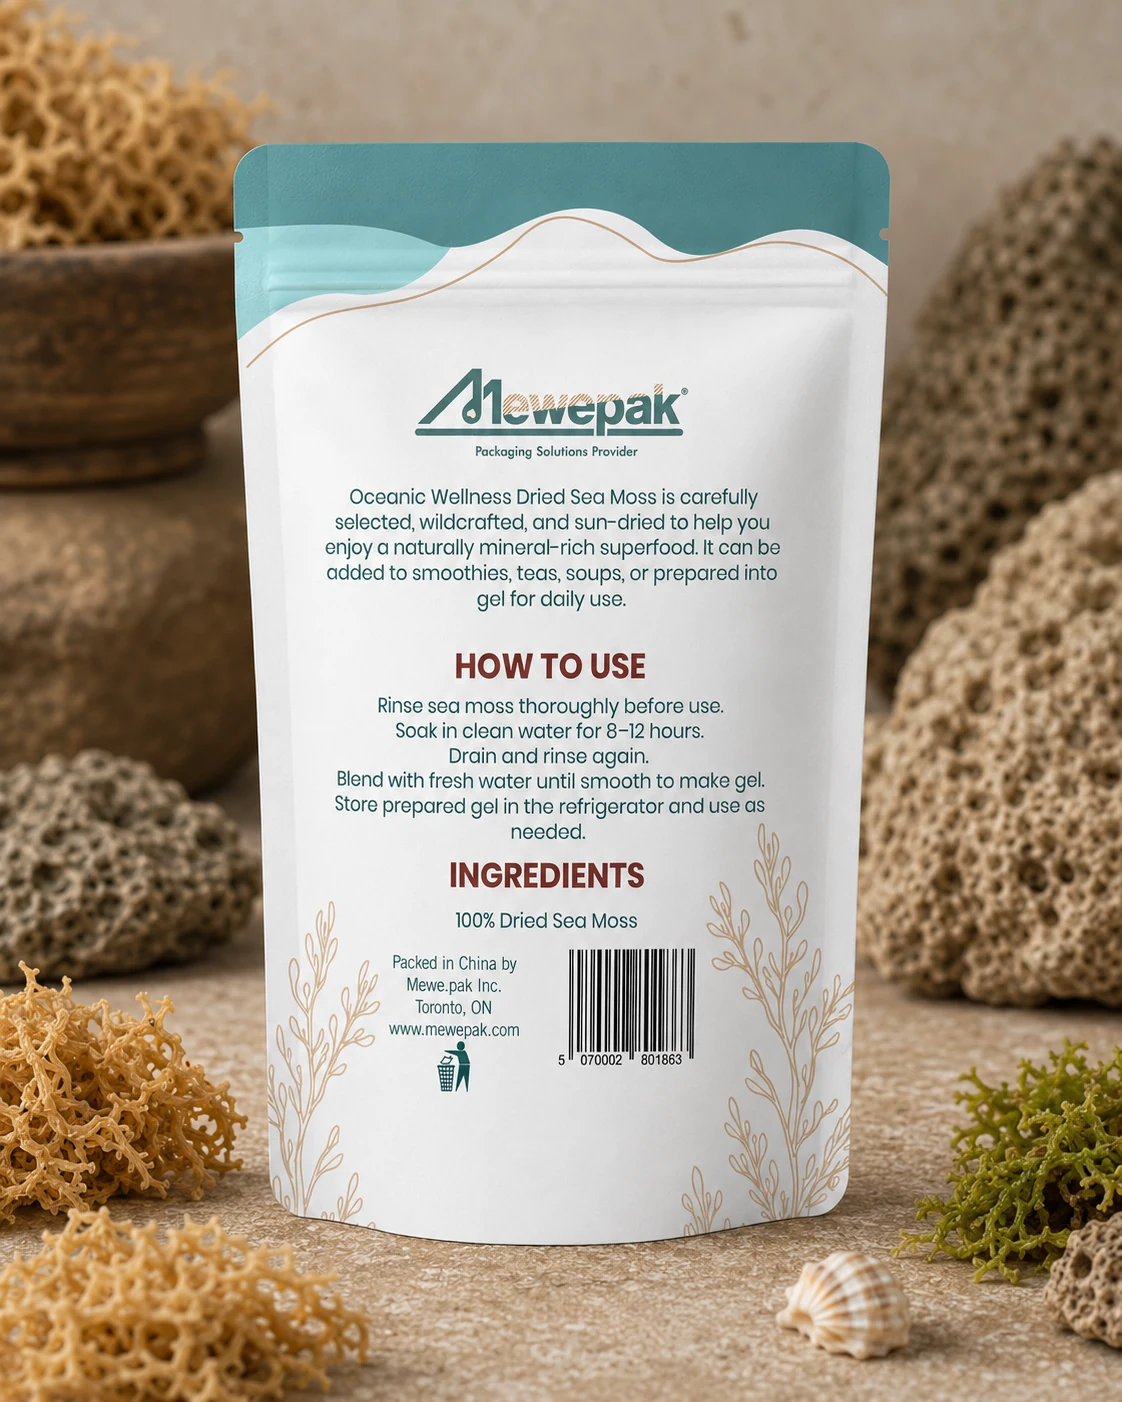 Mewepak®
Packaging Solutions Provider
Oceanic Wellness Dried Sea Moss is carefully
selected, wildcrafted, and sun-dried to help you
enjoy a naturally mineral-rich superfood. It can be
added to smoothies, teas, soups, or prepared into
gel for daily use.
HOW TO USE
Rinse sea moss thoroughly before use.
Soak in clean water for 8–12 hours.
Drain and rinse again.
Blend with fresh water until smooth to make gel.
Store prepared gel in the refrigerator and use as
needed.
INGREDIENTS
100% Dried Sea Moss
Packed in China by
Mewe.pak Inc.
Toronto, ON
www.mewepak.com
5 070002 801863